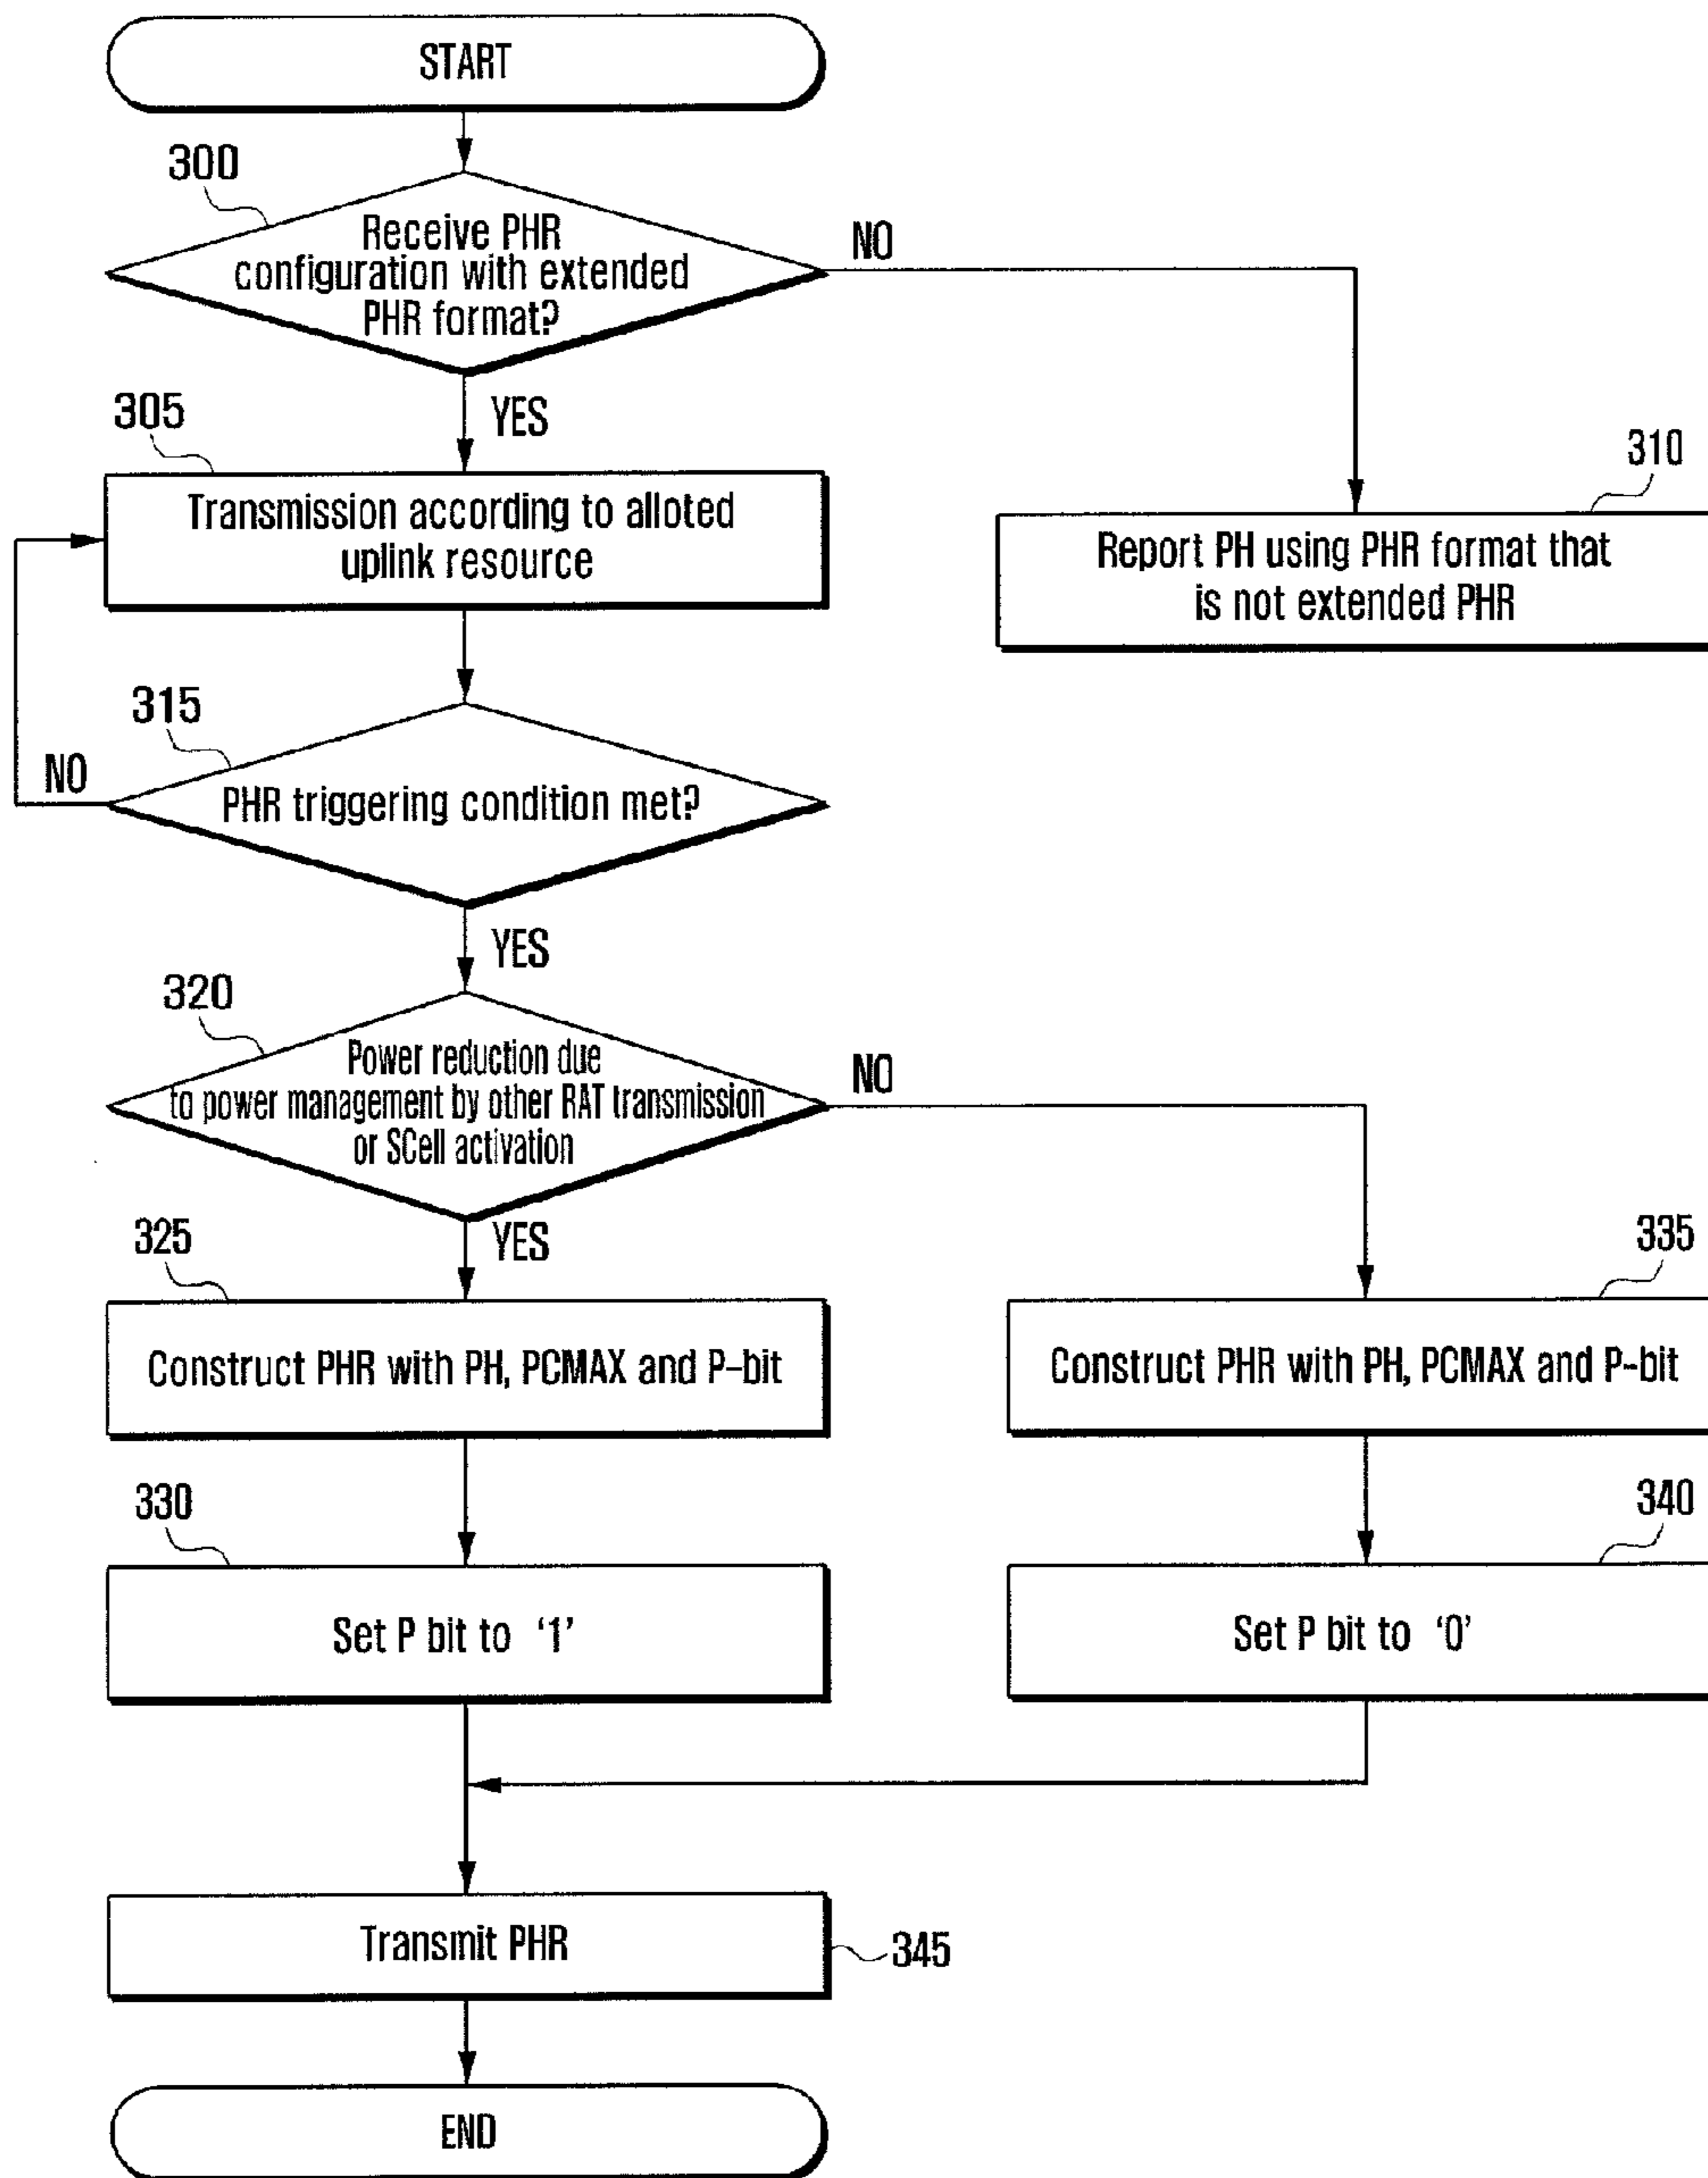 START
300
Receive PHR
configuration with extended
PHR format?
NO
YES
305
Transmission according to alloted
uplink resource
310
Report PH using PHR format that
is not extended PHR
315
NO
PHR triggering condition met?
YES
320
Power reduction due
to power management by other RAT transmission
or SCell activation
NO
YES
325
Construct PHR with PH, PCMAX and P-bit
335
Construct PHR with PH, PCMAX and P-bit
330
Set P bit to '1'
340
Set P bit to '0'
Transmit PHR
345
END